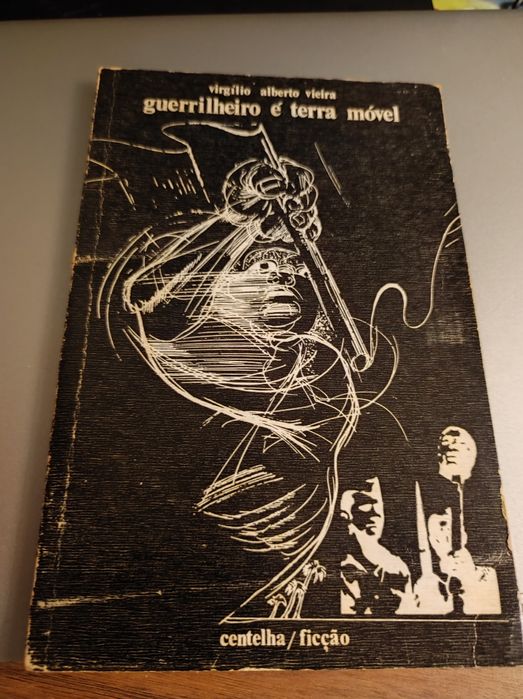 virgílio alberto vieira
guerrilheiro é terra móvel
centelha/ficção